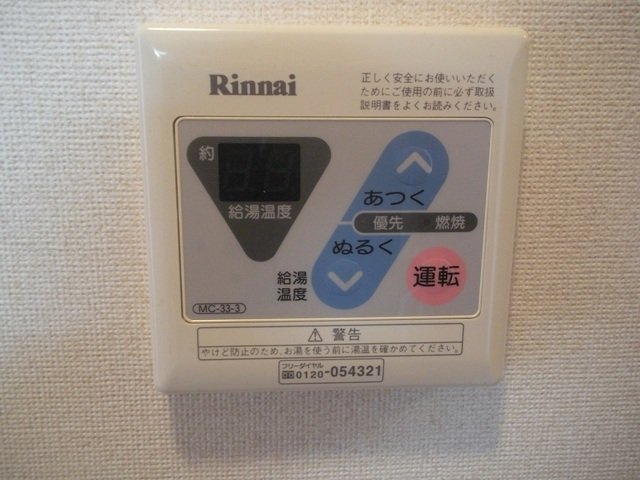 Rinnai
正しく安全にお使いいただく
ためにご使用の前に必ず取扱
説明書をよくお読みください。
約
給湯温度
あつく
優先 燃焼
ぬるく
給湯
温度
運転
MC-33-3
⚠ 警告
やけど防止のため、お湯を使う前に湯温を確かめてください。
フリーダイヤル
0120-054321